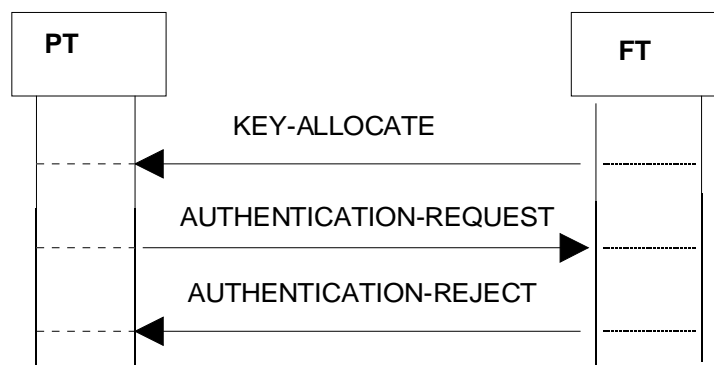 PT
FT
KEY-ALLOCATE
AUTHENTICATION-REQUEST
AUTHENTICATION-REJECT